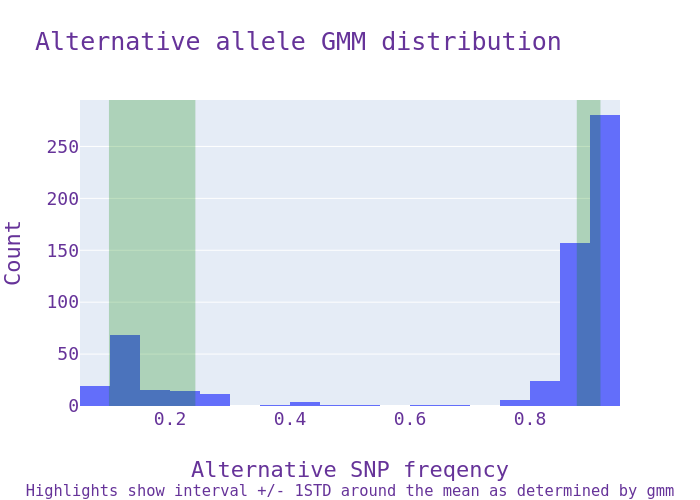 Alternative allele GMM distribution
250
200
150
100
50
0
Count
0.2 0.4 0.6 0.8
Alternative SNP freqency
Highlights show interval +/- 1STD around the mean as determined by gmm